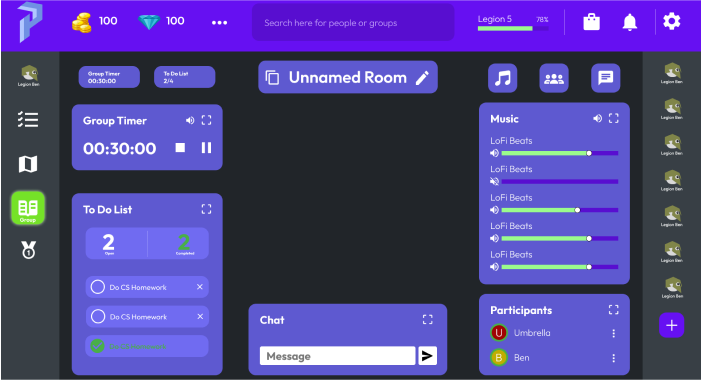 100
100
•••
Search here for people or groups
Legion 5
78%
Legion Ben
Group
Group Timer
00:30:00
To Do List
2/4
Unnamed Room
Group Timer
00:30:00
To Do List
2
Open
2
Completed
Do CS Homework
Do CS Homework
Do CS Homework
Chat
Message
Music
LoFi Beats
LoFi Beats
LoFi Beats
LoFi Beats
LoFi Beats
Participants
U
Umbrella
B
Ben
Legion Ben
Legion Ben
Legion Ben
Legion Ben
Legion Ben
Legion Ben
Legion Ben